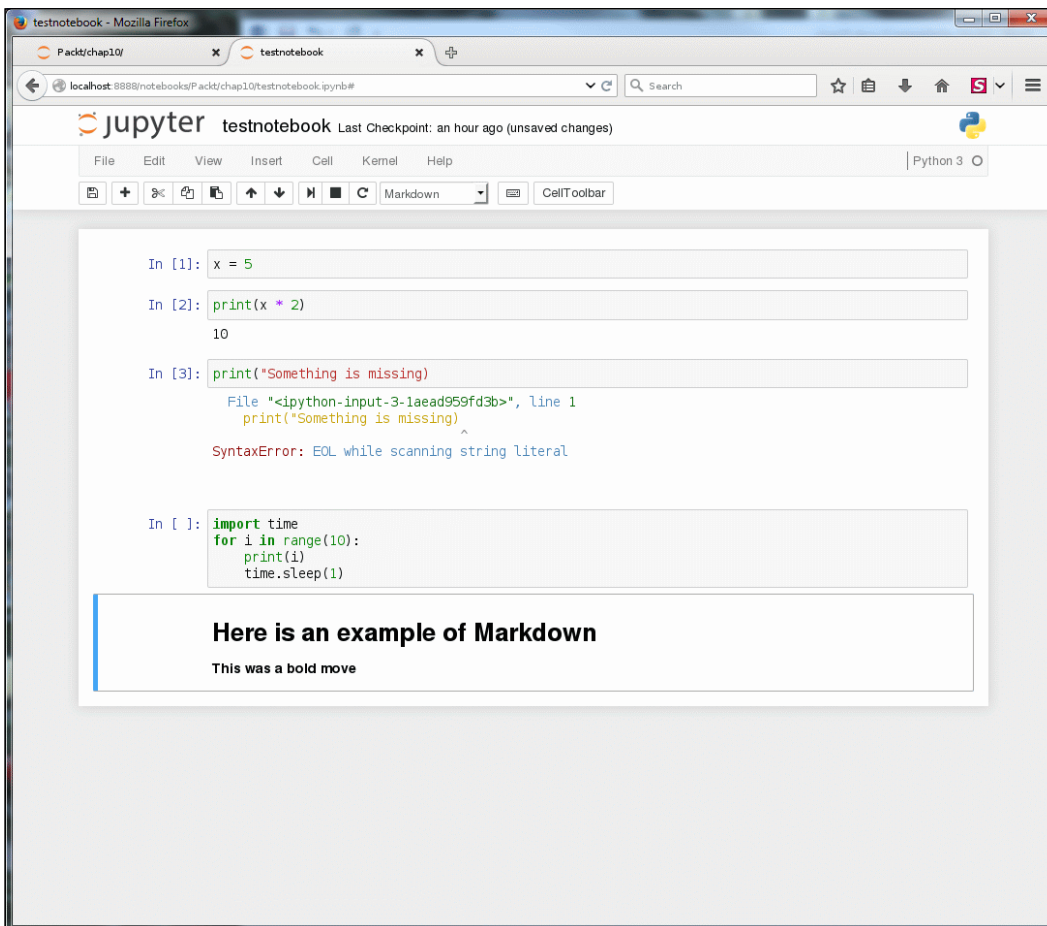 testnotebook - Mozilla Firefox
Packt/chap10/ testnotebook
localhost:8888/notebooks/Packt/chap10/testnotebook.ipynb# Search
jupyter testnotebook Last Checkpoint: an hour ago (unsaved changes)
File Edit View Insert Cell Kernel Help Python 3
Markdown CellToolbar
In [1]: x = 5
In [2]: print(x * 2)
10
In [3]: print("Something is missing)
File "<ipython-input-3-1aead959fd3b>", line 1
print("Something is missing)
^
SyntaxError: EOL while scanning string literal
In [ ]: import time
for i in range(10):
print(i)
time.sleep(1)
Here is an example of Markdown
This was a bold move